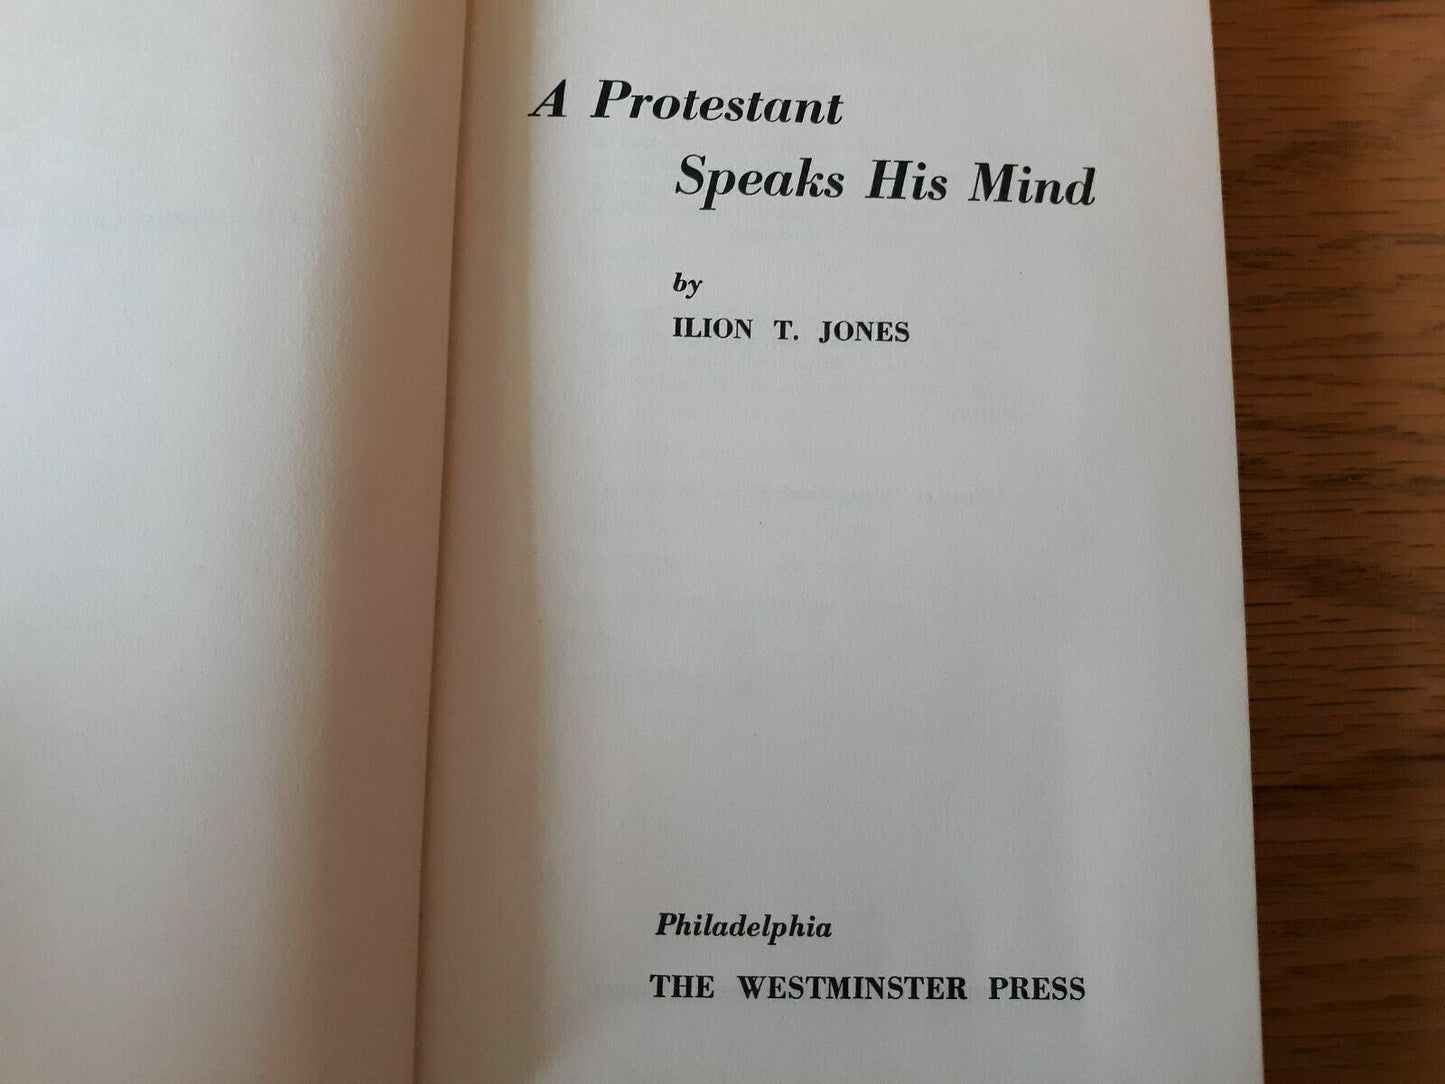 A Protestant
Speaks His Mind
by
ILION T. JONES
Philadelphia
THE WESTMINSTER PRESS